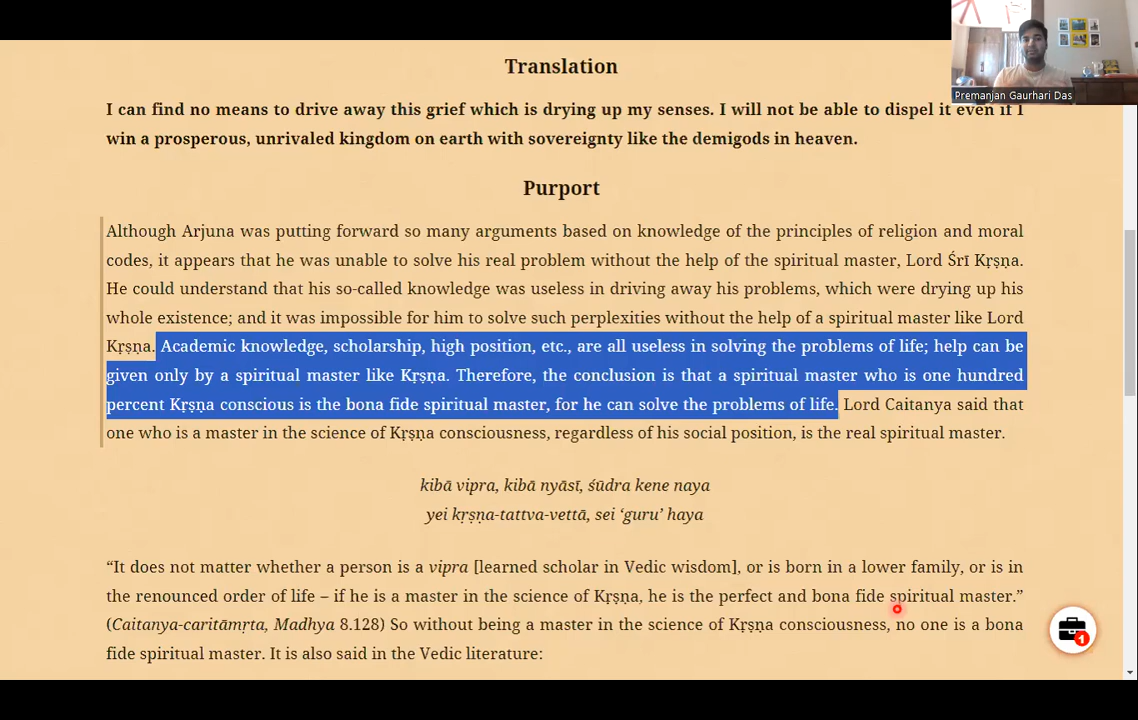 Translation
Premanjan Gaurhari Das
I can find no means to drive away this grief which is drying up my senses. I will not be able to dispel it even if I
win a prosperous, unrivaled kingdom on earth with sovereignty like the demigods in heaven.
Purport
Although Arjuna was putting forward so many arguments based on knowledge of the principles of religion and moral
codes, it appears that he was unable to solve his real problem without the help of the spiritual master, Lord Śrī Kṛṣṇa.
He could understand that his so-called knowledge was useless in driving away his problems, which were drying up his
whole existence; and it was impossible for him to solve such perplexities without the help of a spiritual master like Lord
Kṛṣṇa. Academic knowledge, scholarship, high position, etc., are all useless in solving the problems of life; help can be
given only by a spiritual master like Kṛṣṇa. Therefore, the conclusion is that a spiritual master who is one hundred
percent Kṛṣṇa conscious is the bona fide spiritual master, for he can solve the problems of life. Lord Caitanya said that
one who is a master in the science of Kṛṣṇa consciousness, regardless of his social position, is the real spiritual master.
kibā vipra, kibā nyāsī, śūdra kene naya
yei kṛṣṇa-tattva-vettā, sei ‘guru’ haya
“It does not matter whether a person is a vipra [learned scholar in Vedic wisdom], or is born in a lower family, or is in
the renounced order of life – if he is a master in the science of Kṛṣṇa, he is the perfect and bona fide spiritual master.”
(Caitanya-caritāmṛta, Madhya 8.128) So without being a master in the science of Kṛṣṇa consciousness, no one is a bona
fide spiritual master. It is also said in the Vedic literature:
1